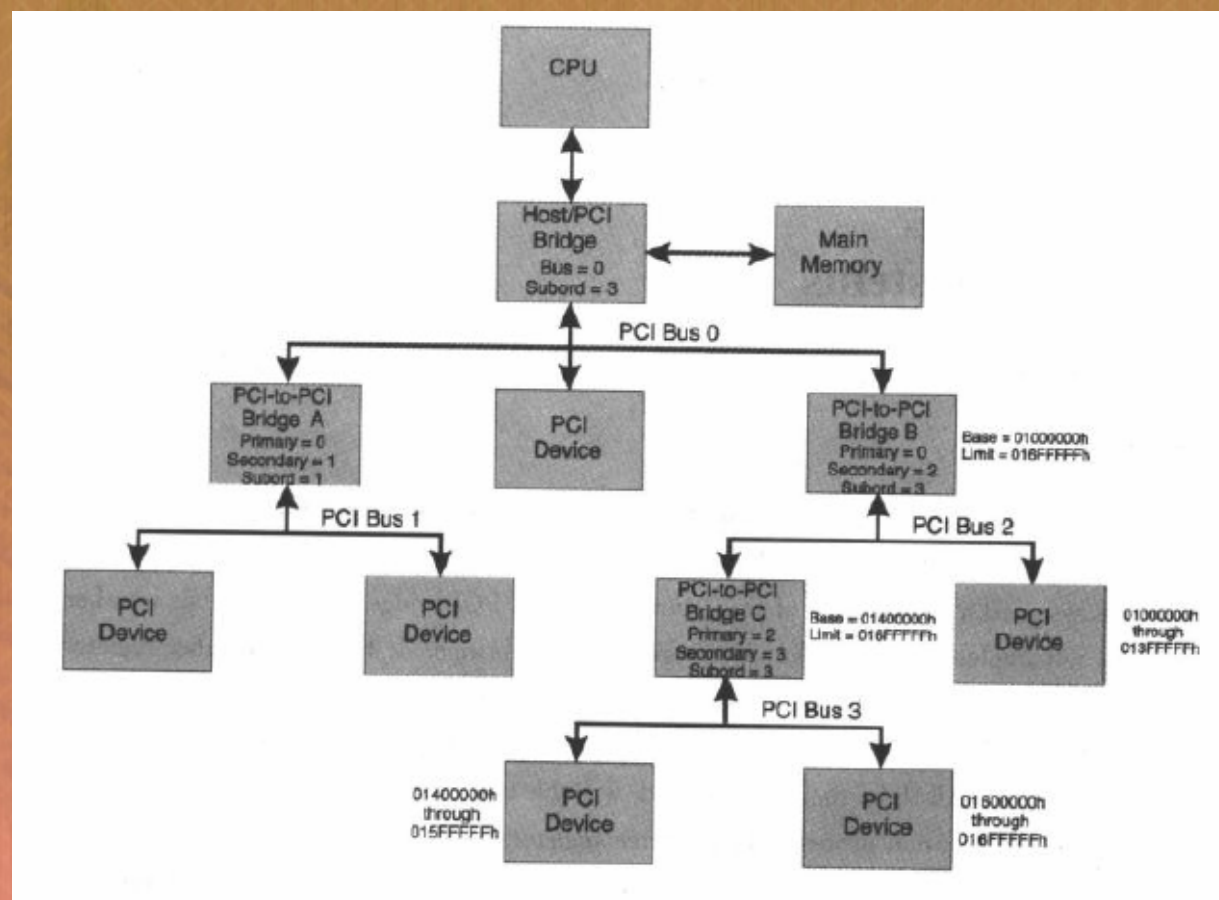 CPU
Host/PCI
Bridge
Bus = 0
Subord = 3
Main
Memory
PCI Bus 0
PCI-to-PCI
Bridge A
Primary = 0
Secondary = 1
Subord = 1
PCI
Device
PCI-to-PCI
Bridge B
Primary = 0
Secondary = 2
Subord = 3
Base = 01000000h
Limit = 016FFFFFh
PCI Bus 1
PCI Bus 2
PCI
Device
PCI
Device
PCI-to-PCI
Bridge C
Primary = 2
Secondary = 3
Subord = 3
Base = 01400000h
Limit = 016FFFFFh
PCI
Device
01000000h
through
013FFFFFh
PCI Bus 3
01400000h
through
015FFFFFh
PCI
Device
PCI
Device
01600000h
through
016FFFFFh